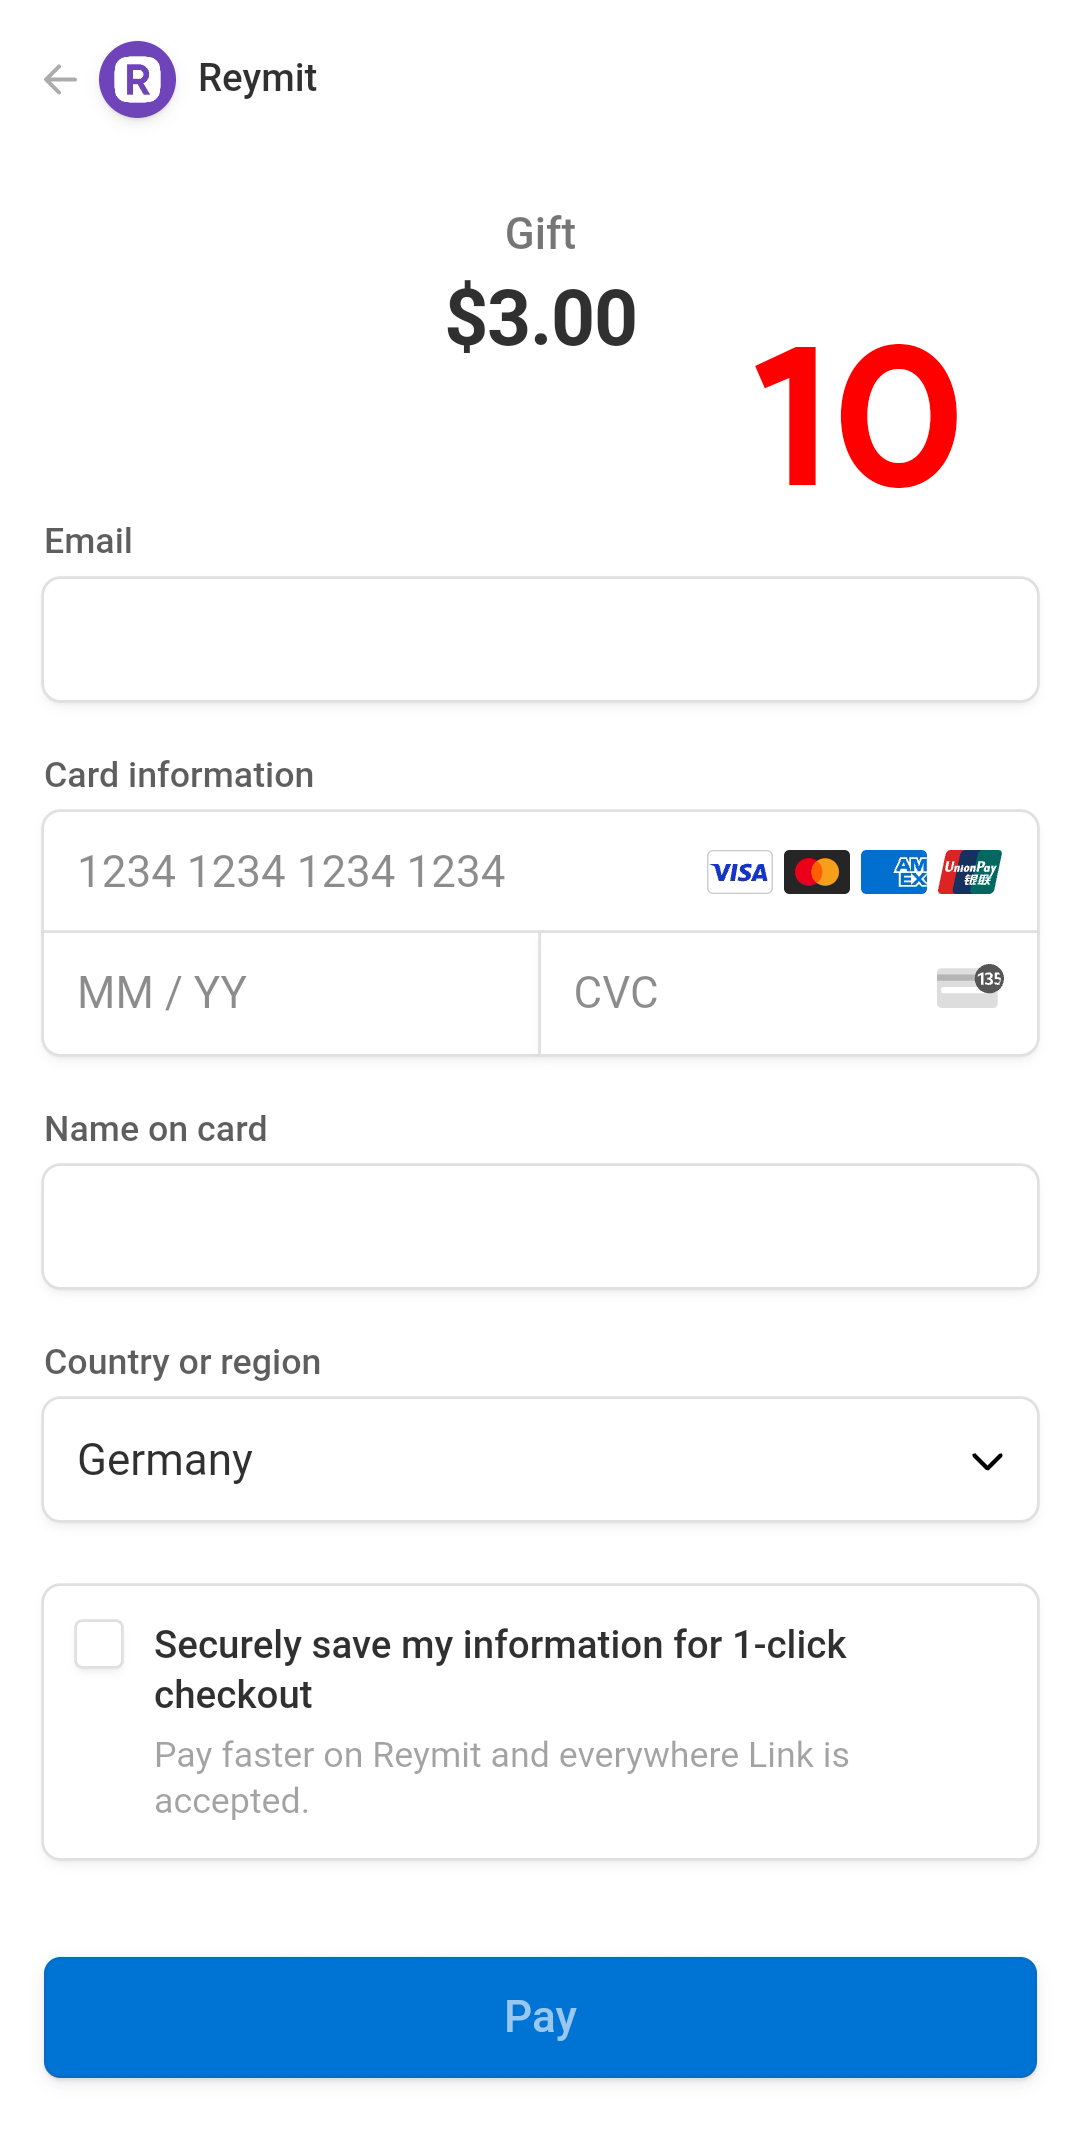 R Reymit
Gift
$3.00
10
Email
Card information
1234 1234 1234 1234 VISA AM EX UnionPay 银联
MM / YY CVC 135
Name on card
Country or region
Germany
Securely save my information for 1-click
checkout
Pay faster on Reymit and everywhere Link is
accepted.
Pay